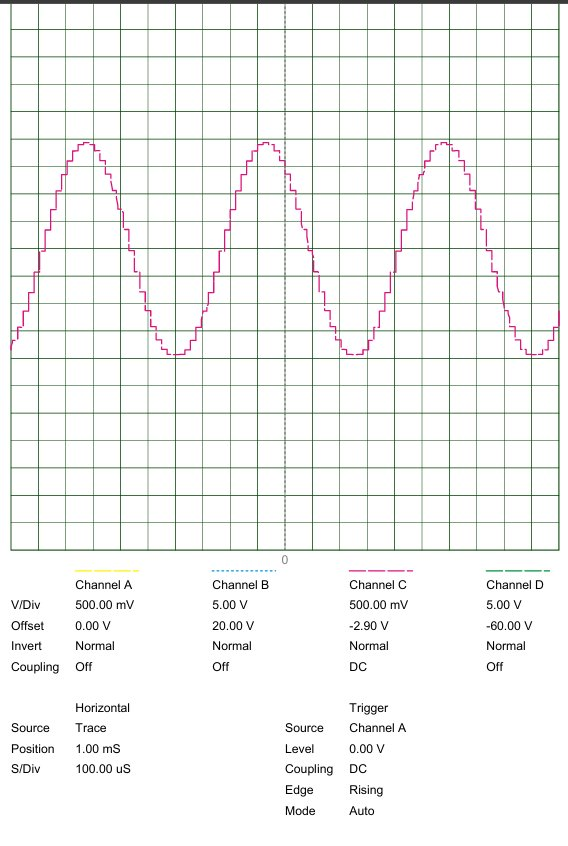 0
Channel A Channel B Channel C Channel D
V/Div 500.00 mV 5.00 V 500.00 mV 5.00 V
Offset 0.00 V 20.00 V -2.90 V -60.00 V
Invert Normal Normal Normal Normal
Coupling Off Off DC Off
Horizontal Trigger
Source Trace Source Channel A
Position 1.00 mS Level 0.00 V
S/Div 100.00 uS Coupling DC
Edge Rising
Mode Auto